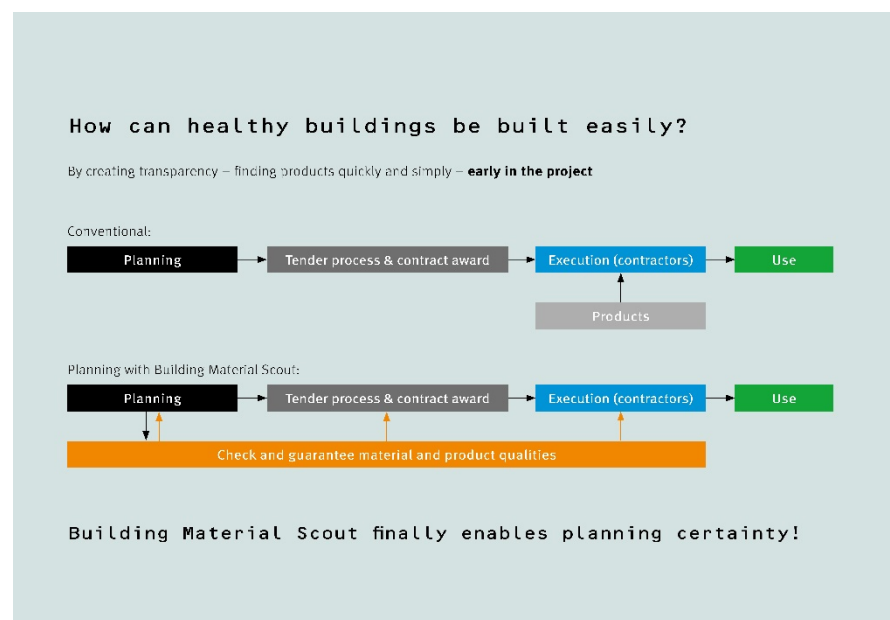 How can healthy buildings be built easily?
By creating transparency – finding products quickly and simply – early in the project
Conventional:
Planning
Tender process & contract award
Execution (contractors)
Use
Products
Planning with Building Material Scout:
Planning
Tender process & contract award
Execution (contractors)
Use
Check and guarantee material and product qualities
Building Material Scout finally enables planning certainty!